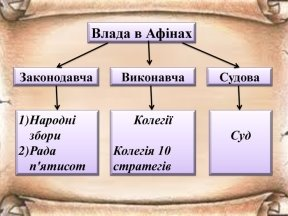 Влада в Афінах
Законодавча
Виконавча
Судова
1)Народні
збори
2)Рада
п'ятисот
Колегії
Колегія 10
стратегів
Суд